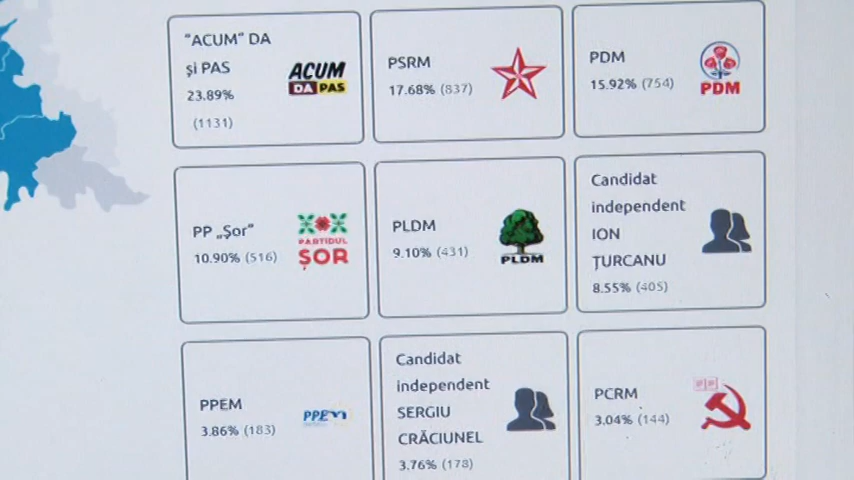 "ACUM" DA
și PAS
23.89%
(1131)
ACUM
DA PAS
PSRM
17.68% (837)
PDM
15.92% (754)
PDM
PP „Șor"
10.90% (516)
PARTIDUL
ȘOR
PLDM
9.10% (431)
PLDM
Candidat
independent
ION
ȚURCANU
8.55% (405)
PPEM
3.86% (183)
PPEM
Candidat
independent
SERGIU
CRĂCIUNEL
3.76% (178)
PCRM
3.04% (144)